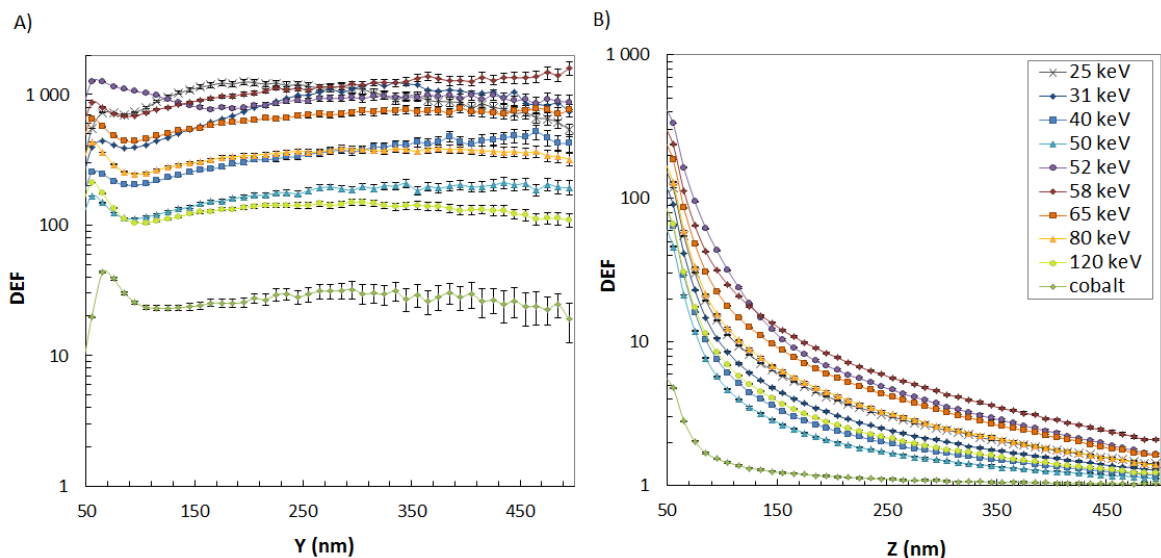 A)
B)
1 000
100
10
1
DEF
50
150
250
350
450
Y (nm)
1 000
100
10
1
DEF
50
150
250
350
450
Z (nm)
25 keV
31 keV
40 keV
50 keV
52 keV
58 keV
65 keV
80 keV
120 keV
cobalt